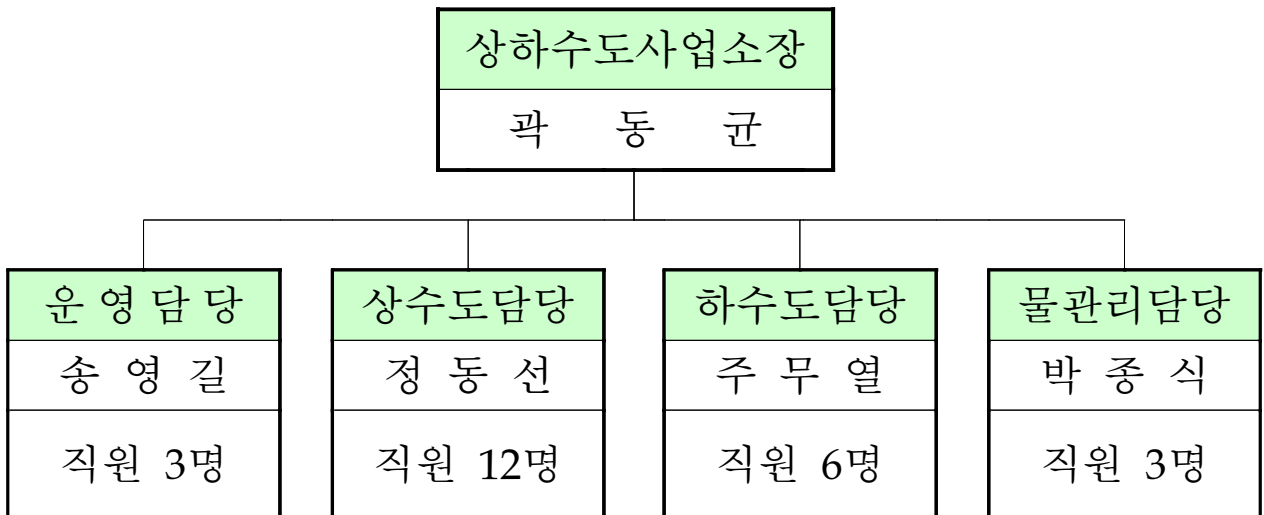 상하수도사업소장
곽 동 균
운영담당 상수도담당 하수도담당 물관리담당
송영길 정동선 주무열 박종식
직원 3명 직원 12명 직원 6명 직원 3명